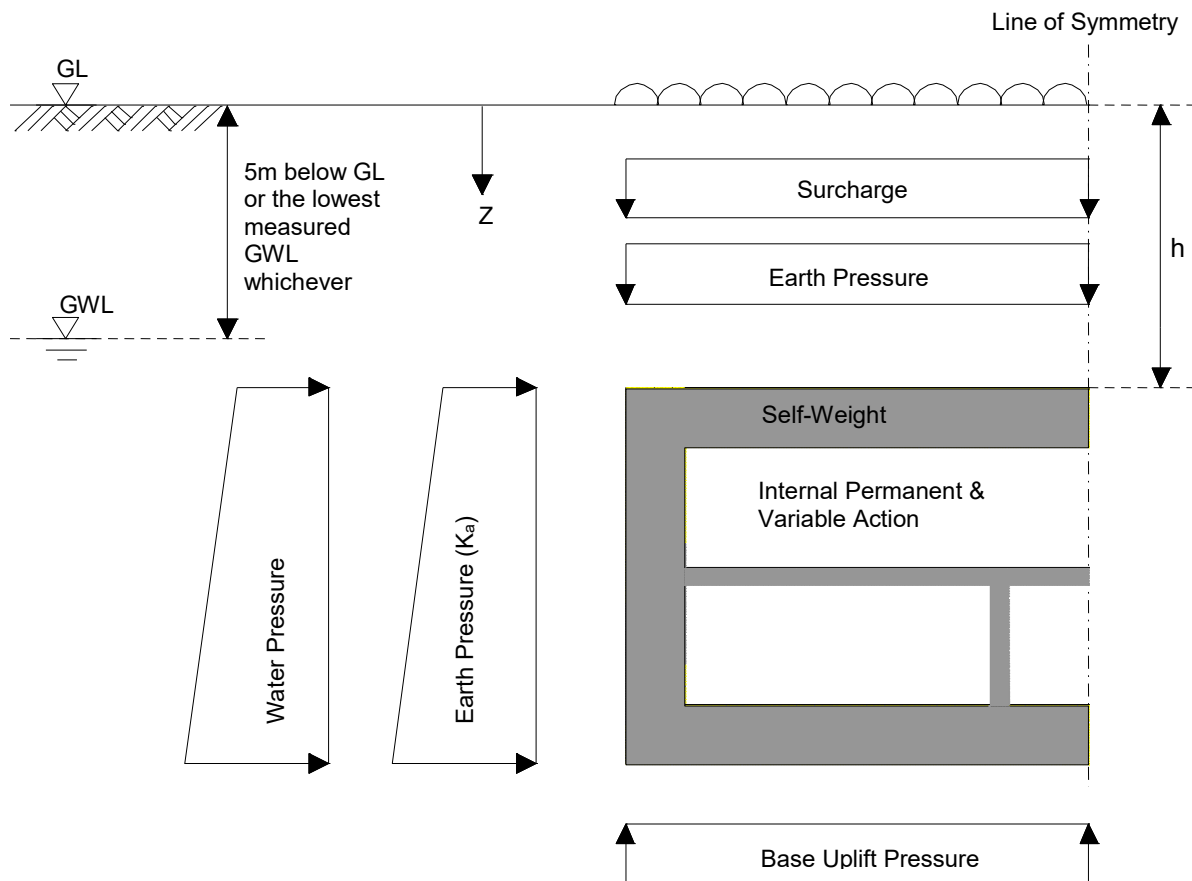 Line of Symmetry
GL
5m below GL
or the lowest
measured
GWL
whichever
Z
Surcharge
h
Earth Pressure
GWL
Self-Weight
Internal Permanent &
Variable Action
Water Pressure
Earth Pressure (Kₐ)
Base Uplift Pressure